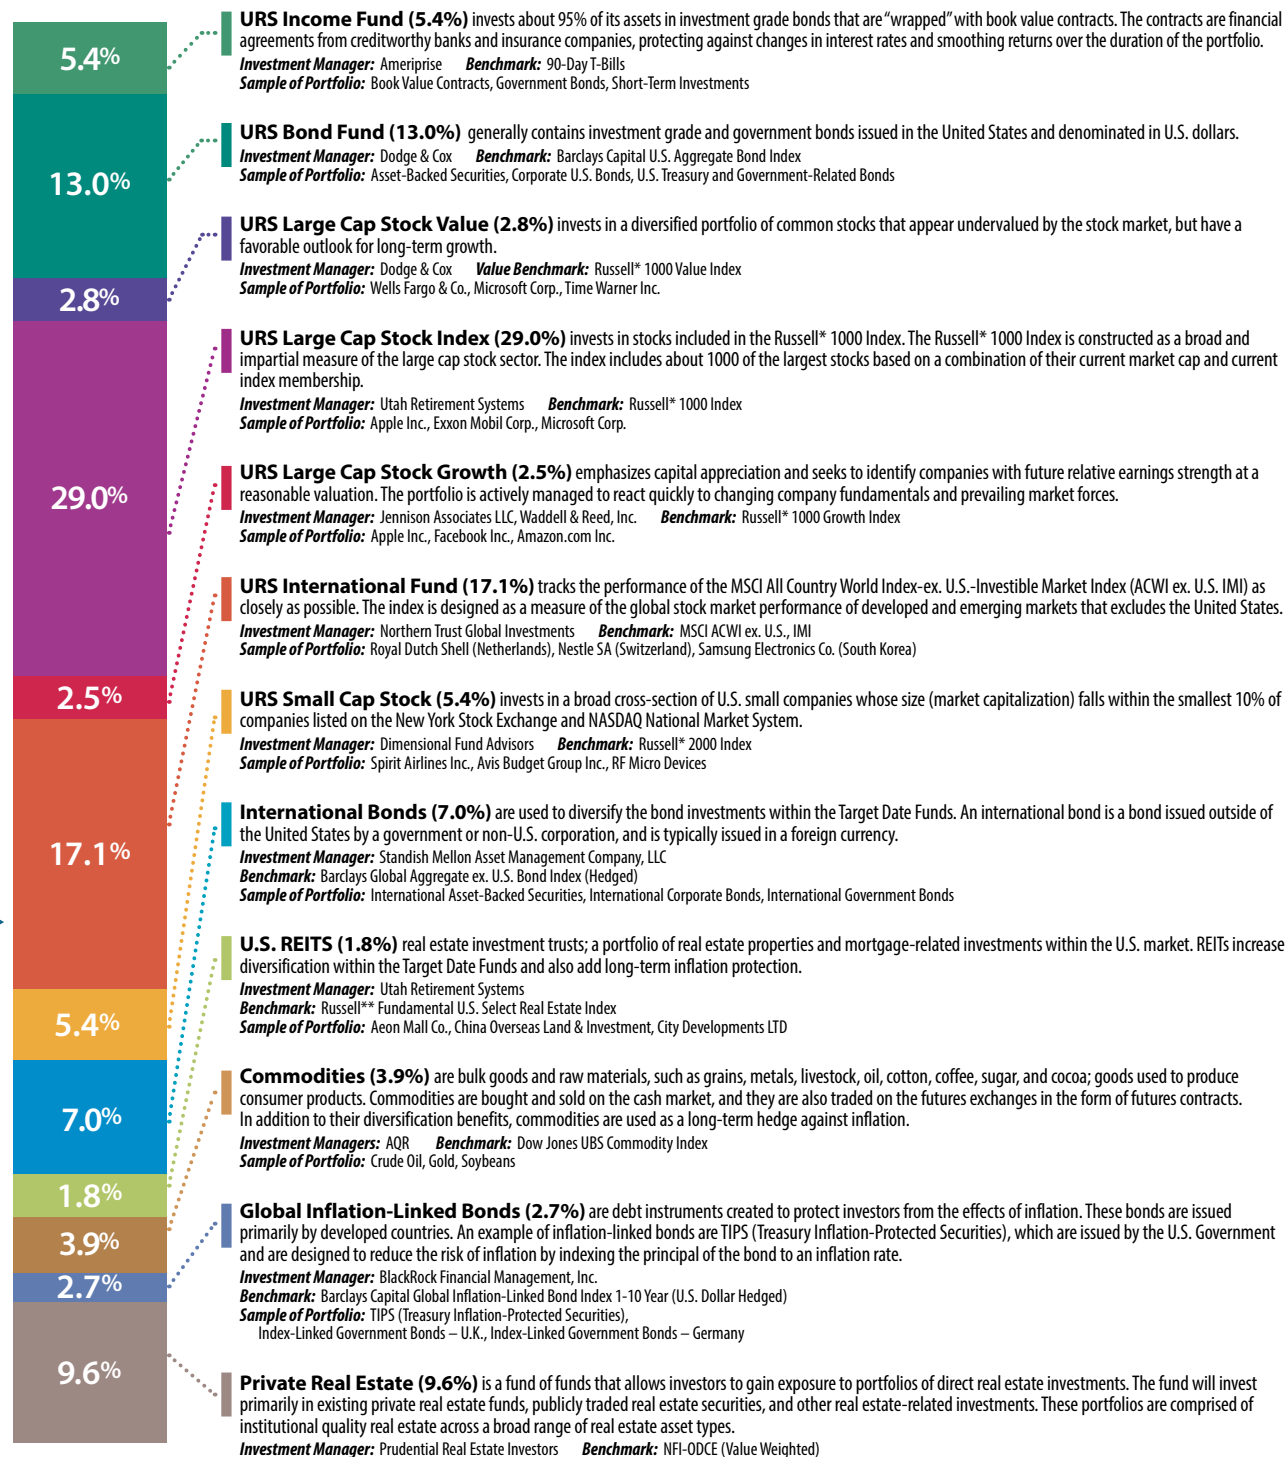 5.4%
13.0%
2.8%
29.0%
2.5%
17.1%
5.4%
7.0%
1.8%
3.9%
2.7%
9.6%
URS Income Fund (5.4%) invests about 95% of its assets in investment grade bonds that are “wrapped” with book value contracts. The contracts are financial
agreements from creditworthy banks and insurance companies, protecting against changes in interest rates and smoothing returns over the duration of the portfolio.
Investment Manager: Ameriprise Benchmark: 90-Day T-Bills
Sample of Portfolio: Book Value Contracts, Government Bonds, Short-Term Investments
URS Bond Fund (13.0%) generally contains investment grade and government bonds issued in the United States and denominated in U.S. dollars.
Investment Manager: Dodge & Cox Benchmark: Barclays Capital U.S. Aggregate Bond Index
Sample of Portfolio: Asset-Backed Securities, Corporate U.S. Bonds, U.S. Treasury and Government-Related Bonds
URS Large Cap Stock Value (2.8%) invests in a diversified portfolio of common stocks that appear undervalued by the stock market, but have a
favorable outlook for long-term growth.
Investment Manager: Dodge & Cox Value Benchmark: Russell* 1000 Value Index
Sample of Portfolio: Wells Fargo & Co., Microsoft Corp., Time Warner Inc.
URS Large Cap Stock Index (29.0%) invests in stocks included in the Russell* 1000 Index. The Russell* 1000 Index is constructed as a broad and
impartial measure of the large cap stock sector. The index includes about 1000 of the largest stocks based on a combination of their current market cap and current
index membership.
Investment Manager: Utah Retirement Systems Benchmark: Russell* 1000 Index
Sample of Portfolio: Apple Inc., Exxon Mobil Corp., Microsoft Corp.
URS Large Cap Stock Growth (2.5%) emphasizes capital appreciation and seeks to identify companies with future relative earnings strength at a
reasonable valuation. The portfolio is actively managed to react quickly to changing company fundamentals and prevailing market forces.
Investment Manager: Jennison Associates LLC, Waddell & Reed, Inc. Benchmark: Russell* 1000 Growth Index
Sample of Portfolio: Apple Inc., Facebook Inc., Amazon.com Inc.
URS International Fund (17.1%) tracks the performance of the MSCI All Country World Index-ex. U.S.-Investible Market Index (ACWI ex. U.S. IMI) as
closely as possible. The index is designed as a measure of the global stock market performance of developed and emerging markets that excludes the United States.
Investment Manager: Northern Trust Global Investments Benchmark: MSCI ACWI ex. U.S., IMI
Sample of Portfolio: Royal Dutch Shell (Netherlands), Nestle SA (Switzerland), Samsung Electronics Co. (South Korea)
URS Small Cap Stock (5.4%) invests in a broad cross-section of U.S. small companies whose size (market capitalization) falls within the smallest 10% of
companies listed on the New York Stock Exchange and NASDAQ National Market System.
Investment Manager: Dimensional Fund Advisors Benchmark: Russell* 2000 Index
Sample of Portfolio: Spirit Airlines Inc., Avis Budget Group Inc., RF Micro Devices
International Bonds (7.0%) are used to diversify the bond investments within the Target Date Funds. An international bond is a bond issued outside of
the United States by a government or non-U.S. corporation, and is typically issued in a foreign currency.
Investment Manager: Standish Mellon Asset Management Company, LLC
Benchmark: Barclays Global Aggregate ex. U.S. Bond Index (Hedged)
Sample of Portfolio: International Asset-Backed Securities, International Corporate Bonds, International Government Bonds
U.S. REITS (1.8%) real estate investment trusts; a portfolio of real estate properties and mortgage-related investments within the U.S. market. REITs increase
diversification within the Target Date Funds and also add long-term inflation protection.
Investment Manager: Utah Retirement Systems
Benchmark: Russell** Fundamental U.S. Select Real Estate Index
Sample of Portfolio: Aeon Mall Co., China Overseas Land & Investment, City Developments LTD
Commodities (3.9%) are bulk goods and raw materials, such as grains, metals, livestock, oil, cotton, coffee, sugar, and cocoa; goods used to produce
consumer products. Commodities are bought and sold on the cash market, and they are also traded on the futures exchanges in the form of futures contracts.
In addition to their diversification benefits, commodities are used as a long-term hedge against inflation.
Investment Managers: AQR Benchmark: Dow Jones UBS Commodity Index
Sample of Portfolio: Crude Oil, Gold, Soybeans
Global Inflation-Linked Bonds (2.7%) are debt instruments created to protect investors from the effects of inflation. These bonds are issued
primarily by developed countries. An example of inflation-linked bonds are TIPS (Treasury Inflation-Protected Securities), which are issued by the U.S. Government
and are designed to reduce the risk of inflation by indexing the principal of the bond to an inflation rate.
Investment Manager: BlackRock Financial Management, Inc.
Benchmark: Barclays Capital Global Inflation-Linked Bond Index 1-10 Year (U.S. Dollar Hedged)
Sample of Portfolio: TIPS (Treasury Inflation-Protected Securities),
Index-Linked Government Bonds – U.K., Index-Linked Government Bonds – Germany
Private Real Estate (9.6%) is a fund of funds that allows investors to gain exposure to portfolios of direct real estate investments. The fund will invest
primarily in existing private real estate funds, publicly traded real estate securities, and other real estate-related investments. These portfolios are comprised of
institutional quality real estate across a broad range of real estate asset types.
Investment Manager: Prudential Real Estate Investors Benchmark: NFI-ODCE (Value Weighted)